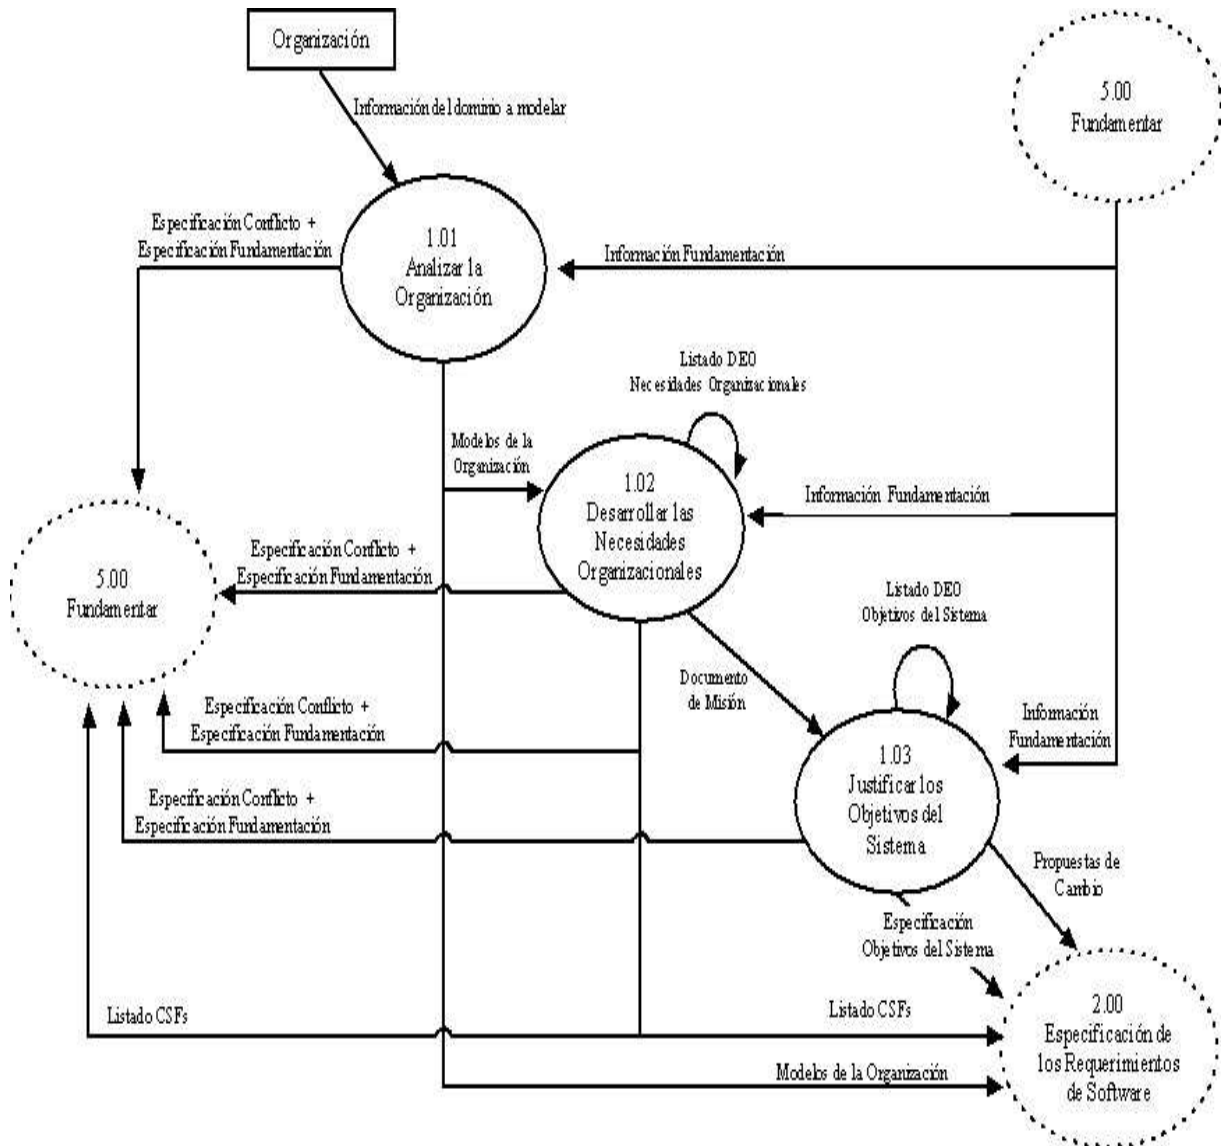 Organización
Información del dominio a modelar
5.00
Fundamentar
Especificación Conflicto +
Especificación Fundamentación
1.01
Analizar la
Organización
Información Fundamentación
Listado DEO
Necesidades Organizacionales
Modelos de la
Organización
1.02
Desarrollar las
Necesidades
Organizacionales
Información Fundamentación
Especificación Conflicto +
Especificación Fundamentación
5.00
Fundamentar
Listado DEO
Objetivos del Sistema
Documento
de Misión
Especificación Conflicto +
Especificación Fundamentación
Información
Fundamentación
1.03
Justificar los
Objetivos del
Sistema
Especificación Conflicto +
Especificación Fundamentación
Propuestas de
Cambio
Especificación
Objetivos del Sistema
Listado CSFs
Listado CSFs
2.00
Especificación de
los Requerimientos
de Software
Modelos de la Organización